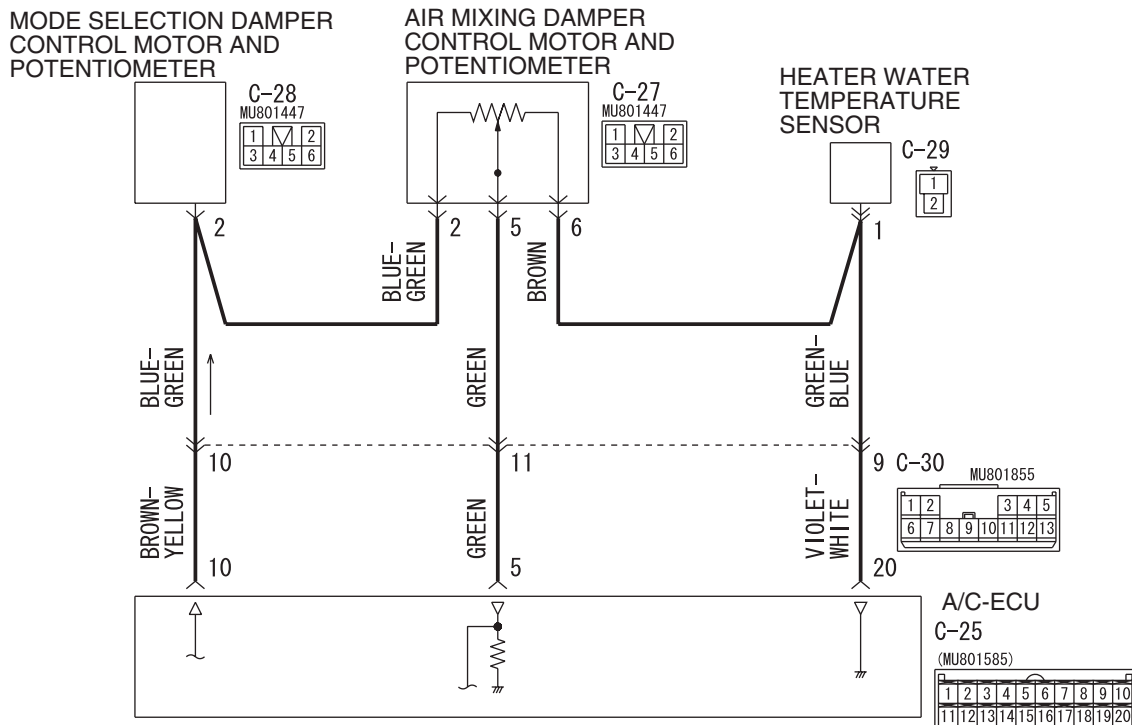 MODE SELECTION DAMPER
CONTROL MOTOR AND
POTENTIOMETER
C-28
MU801447
1 2
3 4 5 6
AIR MIXING DAMPER
CONTROL MOTOR AND
POTENTIOMETER
C-27
MU801447
1 2
3 4 5 6
HEATER WATER
TEMPERATURE
SENSOR
C-29
1
2
2
2
5
6
1
BLUE-
GREEN
BROWN
BLUE-
GREEN
GREEN
GREEN-
BLUE
10
11
9
C-30
MU801855
1 2 3 4 5
6 7 8 9 10 11 12 13
BROWN-
YELLOW
GREEN
VIOLET-
WHITE
10
5
20
A/C-ECU
C-25
(MU801585)
1 2 3 4 5 6 7 8 9 10
11 12 13 14 15 16 17 18 19 20